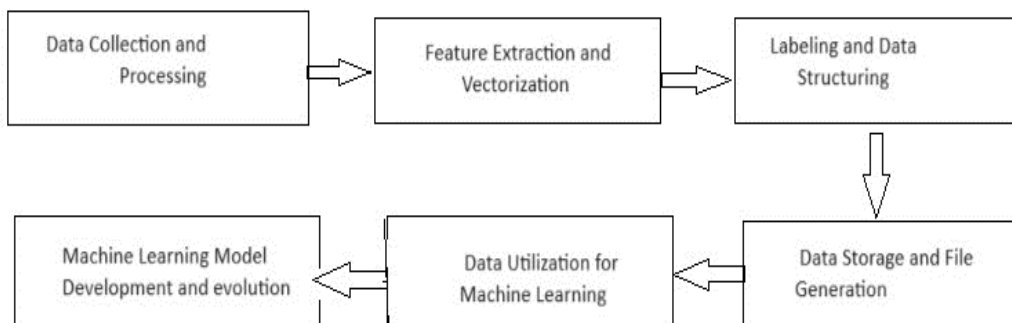 Data Collection and
Processing
Feature Extraction and
Vectorization
Labeling and Data
Structuring
Data Storage and File
Generation
Data Utilization for
Machine Learning
Machine Learning Model
Development and evolution